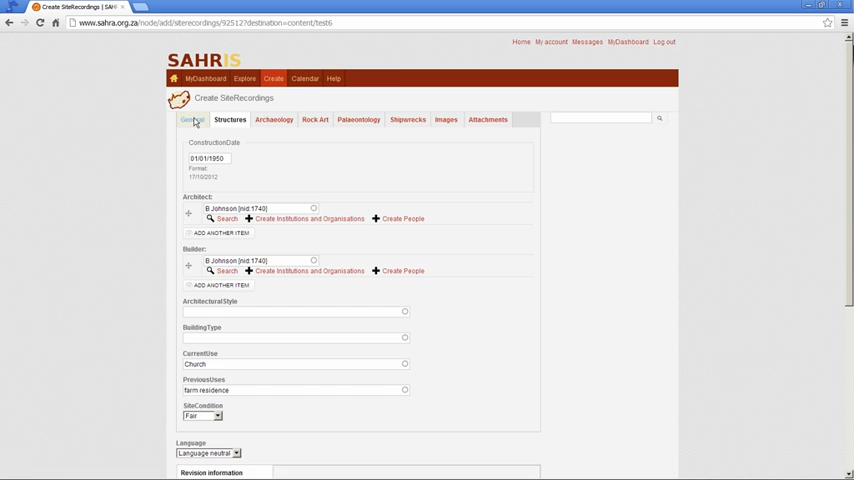 Create SiteRecordings | S...
www.sahra.org.za/node/add/siterecordings/92512?destination=content/test6
Home My account Messages MyDashboard Log out
SAHRIS
MyDashboard Explore Create Calendar Help
Create SiteRecordings
General Structures Archaeology Rock Art Palaeontology Shipwrecks Images Attachments
ConstructionDate
01/01/1950
Format:
17/10/2012
Architect:
B Johnson [nid:1740]
Search Create Institutions and Organisations Create People
ADD ANOTHER ITEM
Builder:
B Johnson [nid:1740]
Search Create Institutions and Organisations Create People
ADD ANOTHER ITEM
ArchitecturalStyle
BuildingType
CurrentUse
Church
PreviousUses
farm residence
SiteCondition
Fair
Language
Language neutral
Revision information